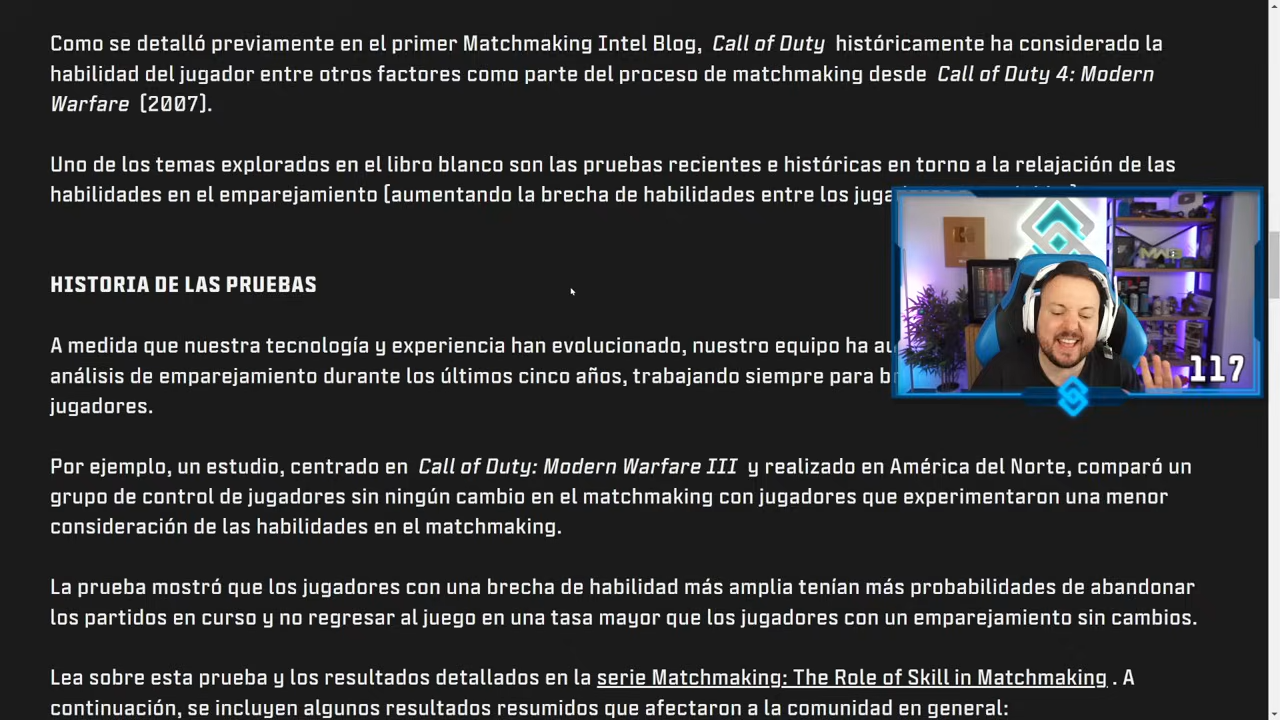 Como se detalló previamente en el primer Matchmaking Intel Blog, Call of Duty históricamente ha considerado la
habilidad del jugador entre otros factores como parte del proceso de matchmaking desde Call of Duty 4: Modern
Warfare (2007).
Uno de los temas explorados en el libro blanco son las pruebas recientes e históricas en torno a la relajación de las
habilidades en el emparejamiento (aumentando la brecha de habilidades entre los
HISTORIA DE LAS PRUEBAS
A medida que nuestra tecnología y experiencia han evolucionado, nuestro equipo ha
análisis de emparejamiento durante los últimos cinco años, trabajando siempre para
jugadores.
117
Por ejemplo, un estudio, centrado en Call of Duty: Modern Warfare III y realizado en América del Norte, comparó un
grupo de control de jugadores sin ningún cambio en el matchmaking con jugadores que experimentaron una menor
consideración de las habilidades en el matchmaking.
La prueba mostró que los jugadores con una brecha de habilidad más amplia tenían más probabilidades de abandonar
los partidos en curso y no regresar al juego en una tasa mayor que los jugadores con un emparejamiento sin cambios.
Lea sobre esta prueba y los resultados detallados en la serie Matchmaking: The Role of Skill in Matchmaking . A
continuación, se incluyen algunos resultados resumidos que afectaron a la comunidad en general: